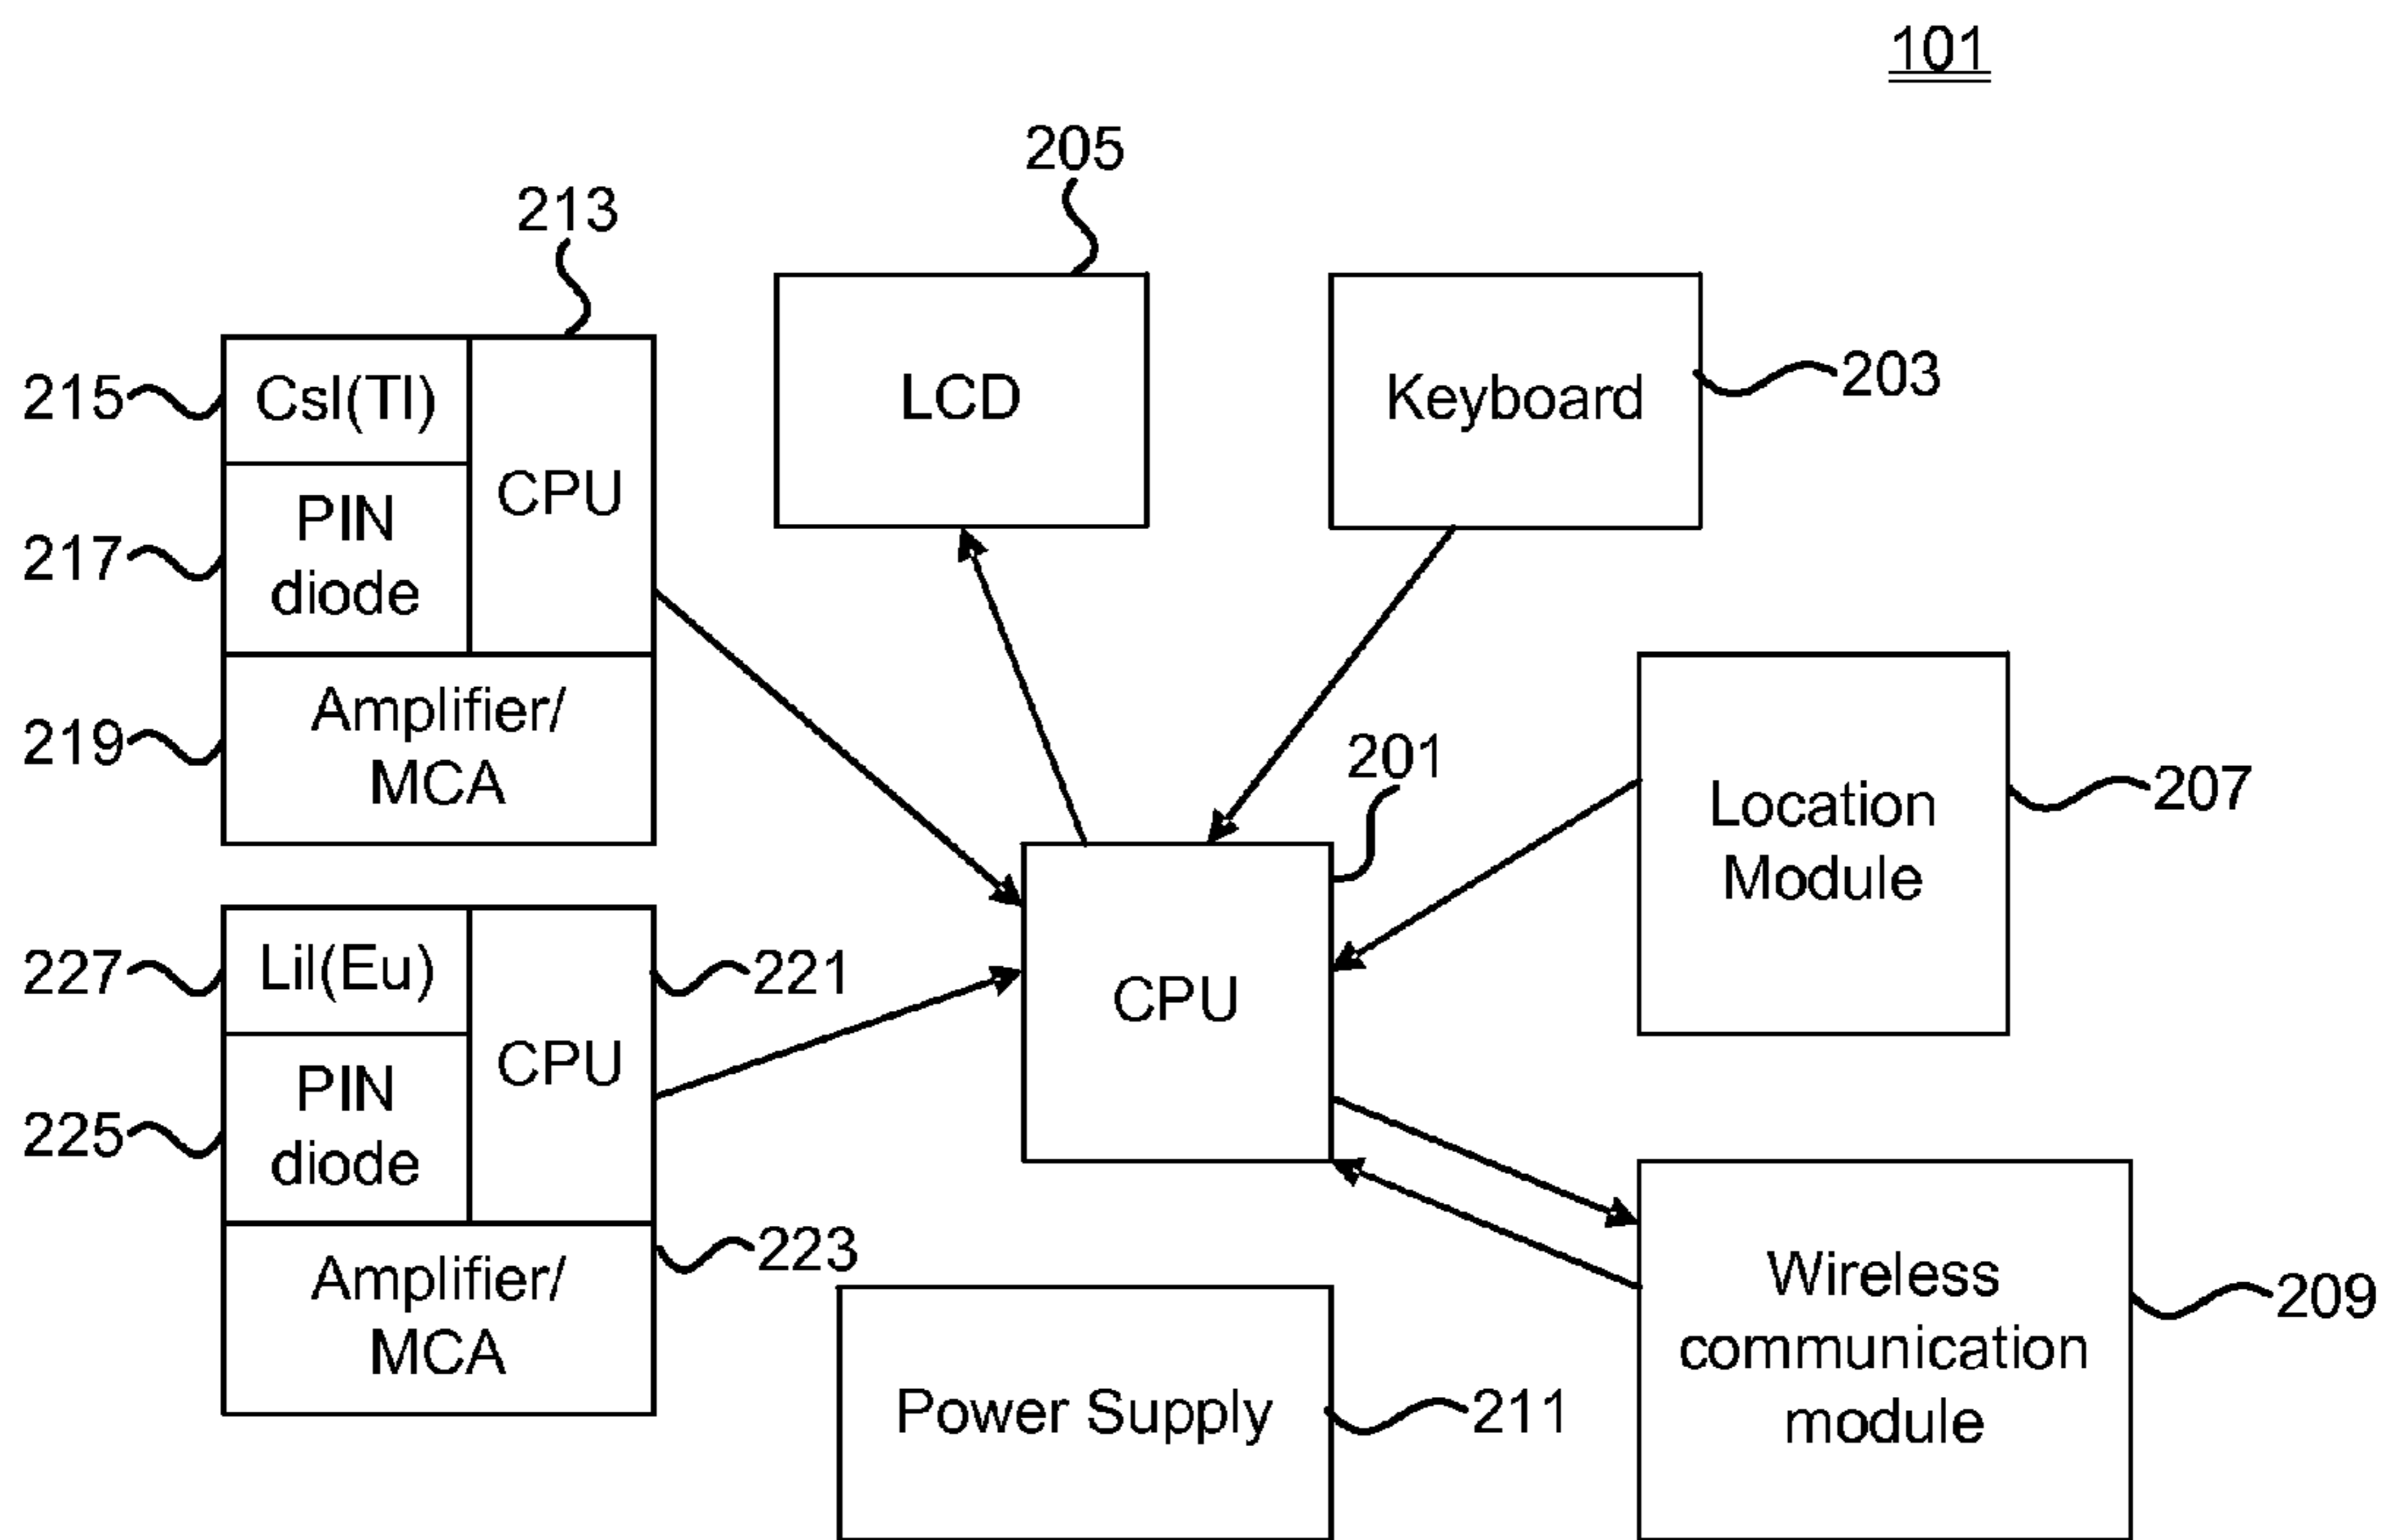 101
205
213
215
CsI(Tl)
CPU
LCD
Keyboard
203
217
PIN
diode
219
Amplifier/
MCA
201
Location
Module
207
227
LiI(Eu)
221
CPU
CPU
225
PIN
diode
223
Amplifier/
MCA
Power Supply
211
Wireless
communication
module
209